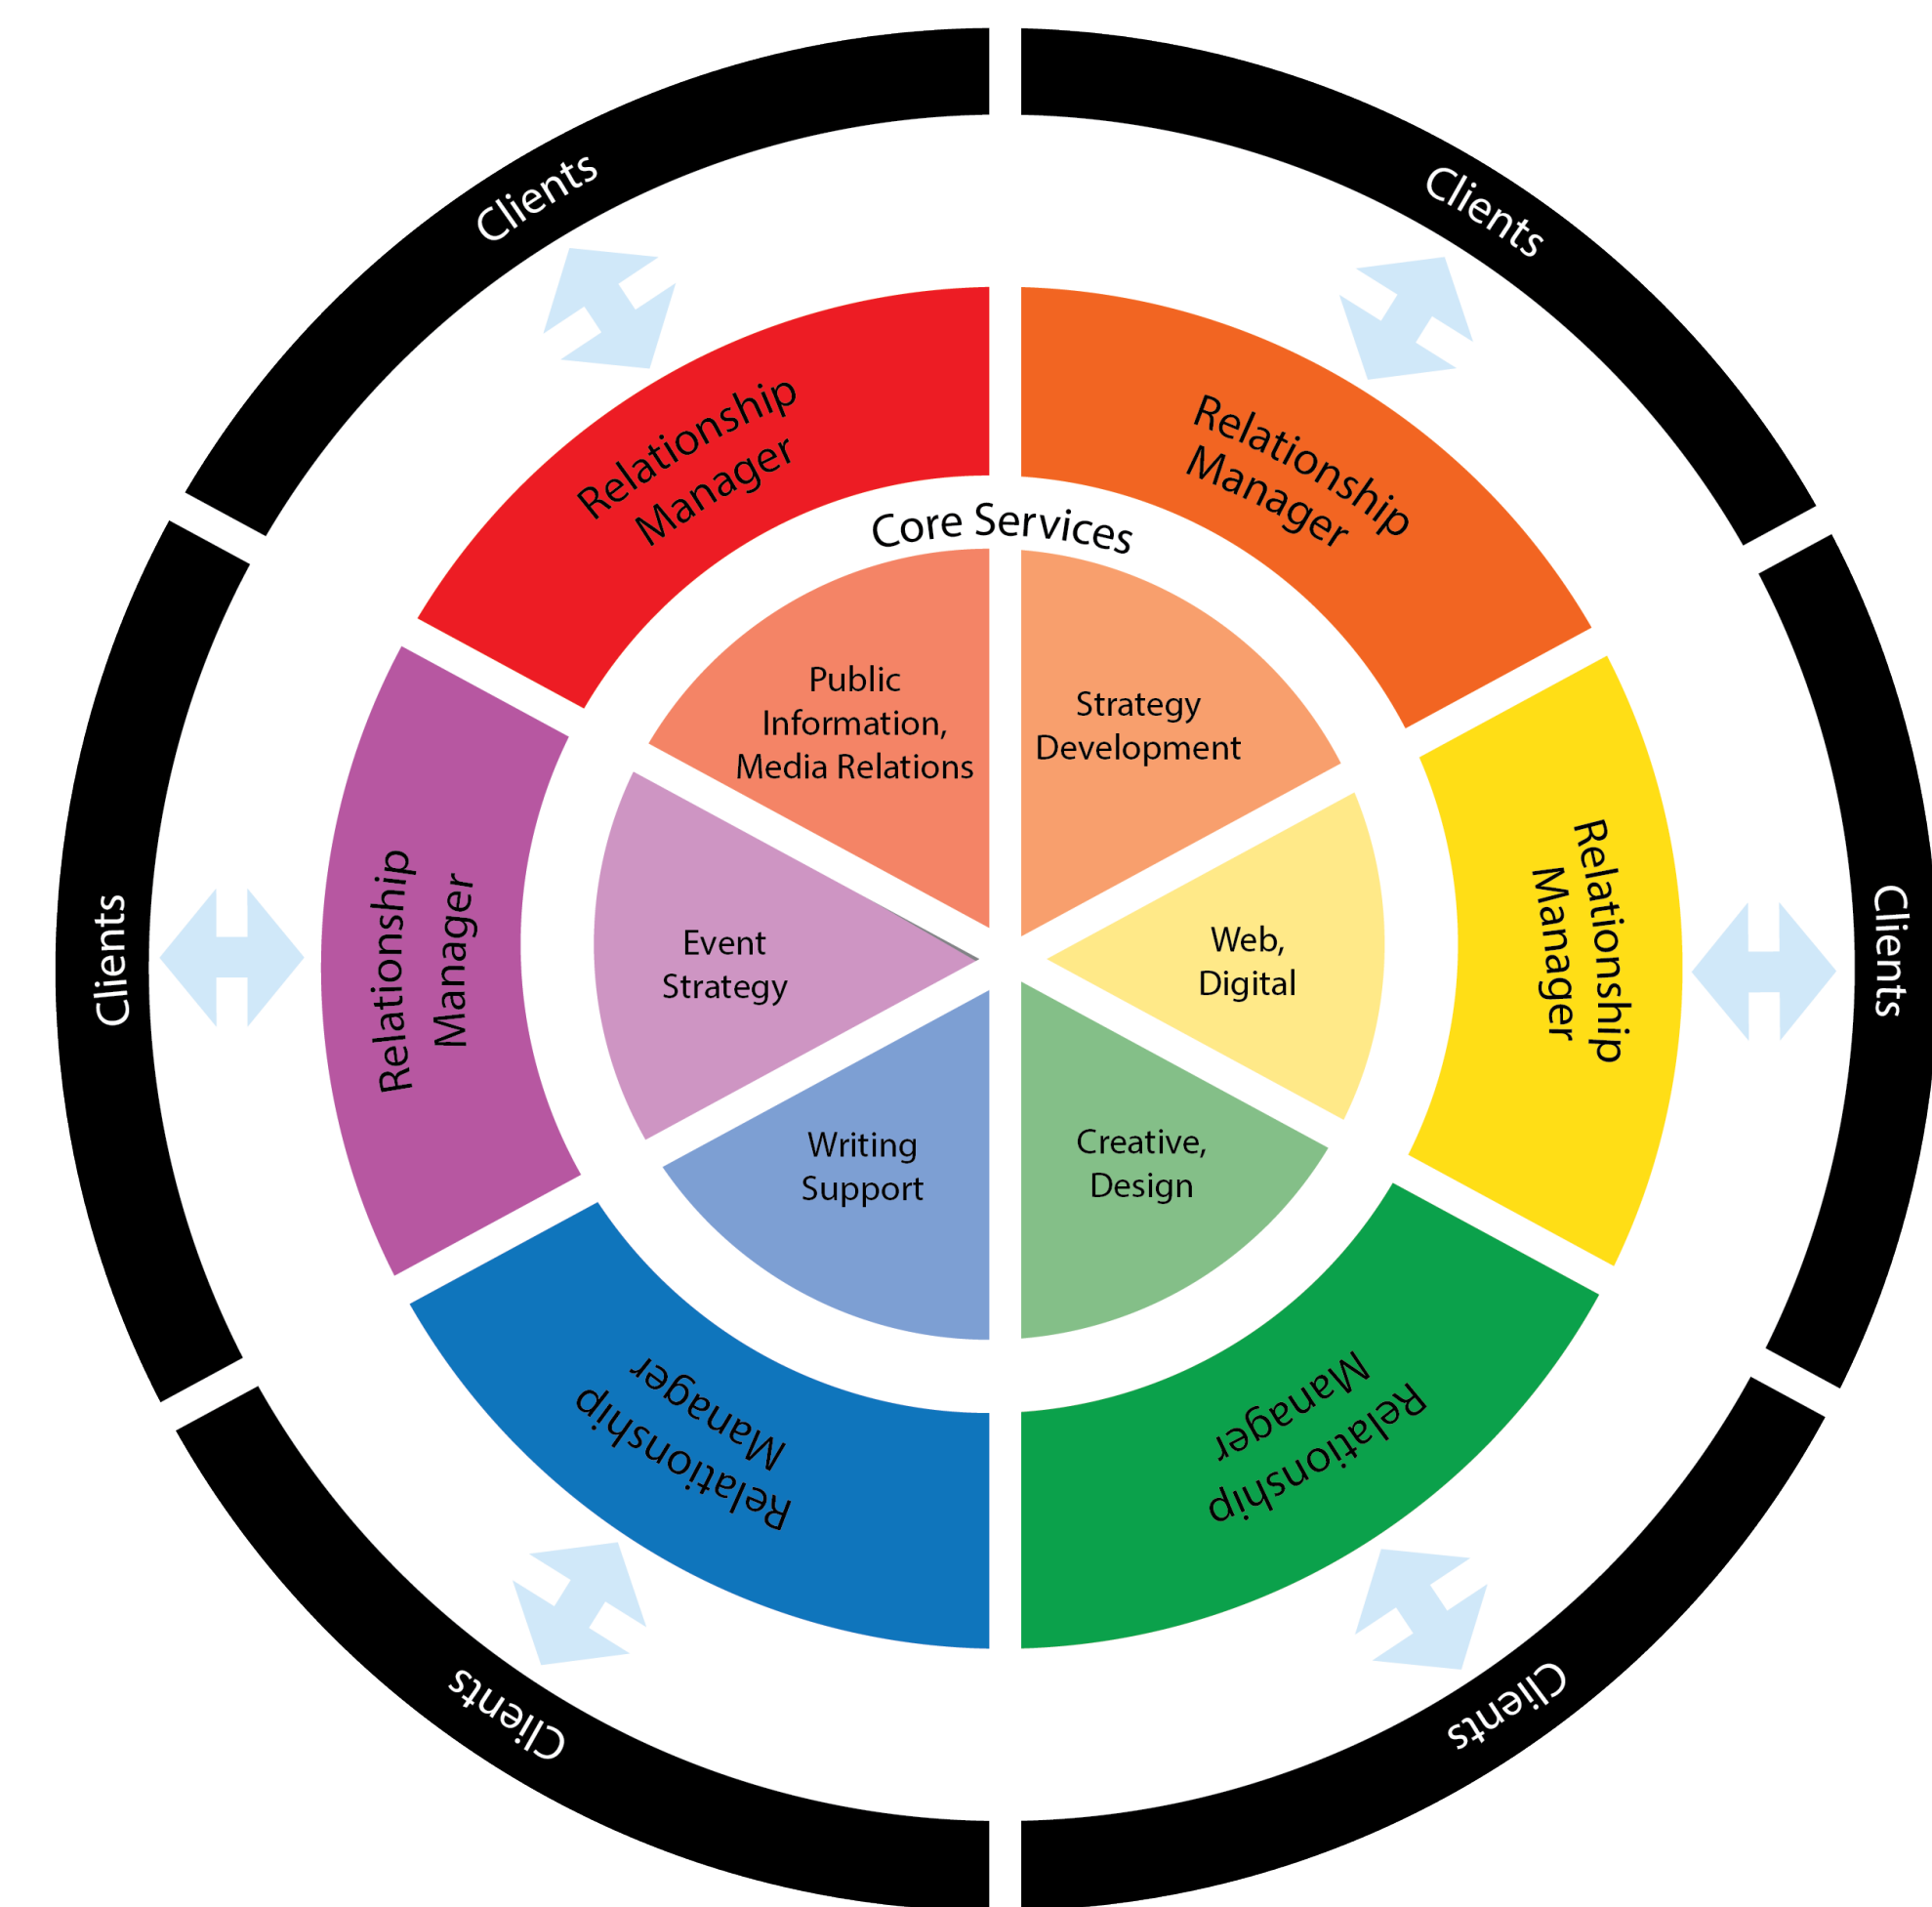 Clients
Clients
Relationship
Manager
Relationship
Manager
Core Services
Public
Information,
Media Relations
Strategy
Development
Clients
Relationship
Manager
Event
Strategy
Web,
Digital
Relationship
Manager
Clients
Writing
Support
Creative,
Design
Relationship
Manager
Relationship
Manager
Clients
Clients